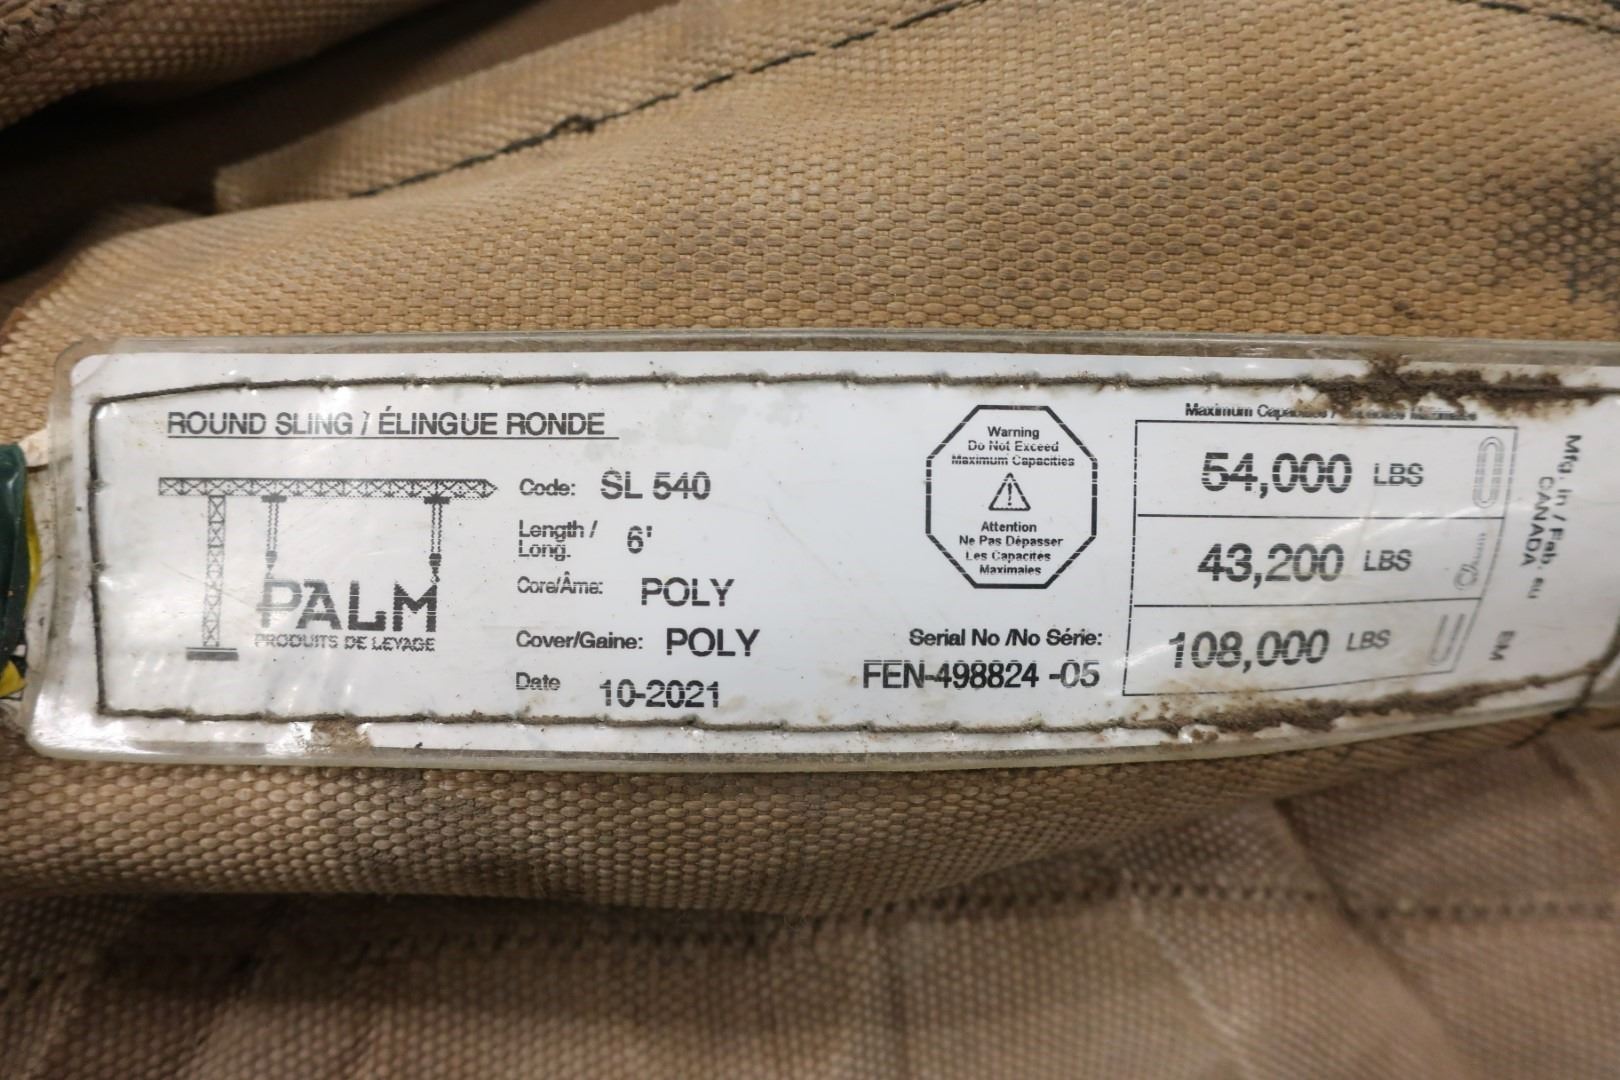 ROUND SLING / ÉLINGUE RONDE
PALM
PRODUITS DE LEVAGE
Code: SL 540
Length /
Long. 6'
Core/Âme: POLY
Cover/Gaine: POLY
Date 10-2021
Warning
Do Not Exceed
Maximum Capacities
Attention
Ne Pas Dépasser
Les Capacités
Maximales
Serial No /No Série:
FEN-498824 -05
Maximum Capacities / Maximales
54,000 LBS
43,200 LBS
108,000 LBS
Mfg. in / Fab. au
CANADA